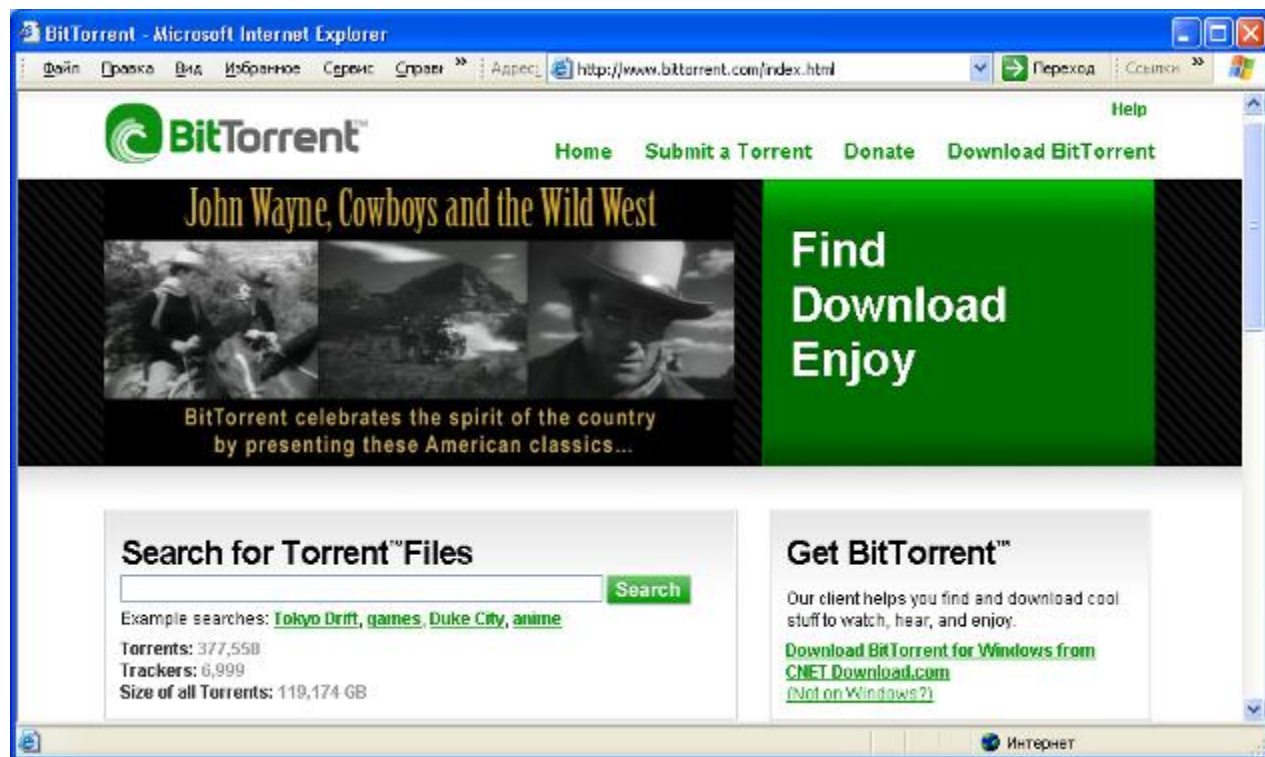 BitTorrent - Microsoft Internet Explorer
Файл Правка Вид Избранное Сервис Справк » Адрес: http://www.bittorrent.com/index.html Переход Ссылки »
Help
BitTorrent™
Home Submit a Torrent Donate Download BitTorrent
John Wayne, Cowboys and the Wild West
BitTorrent celebrates the spirit of the country
by presenting these American classics...
Find
Download
Enjoy
Search for Torrent™Files
Search
Example searches: Tokyo Drift, games, Duke City, anime
Torrents: 377,558
Trackers: 6,999
Size of all Torrents: 119,174 GB
Get BitTorrent™
Our client helps you find and download cool
stuff to watch, hear, and enjoy.
Download BitTorrent for Windows from
CNET Download.com
(Not on Windows?)
Интернет